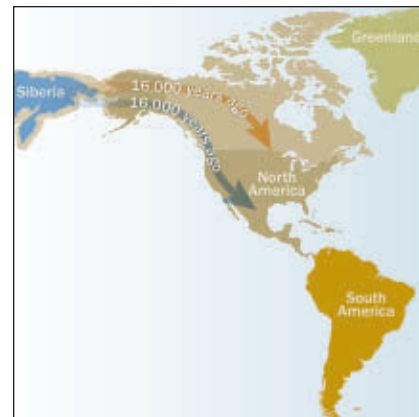 Greenland
Siberia
16,000 years ago
16,000 years ago
North
America
South
America